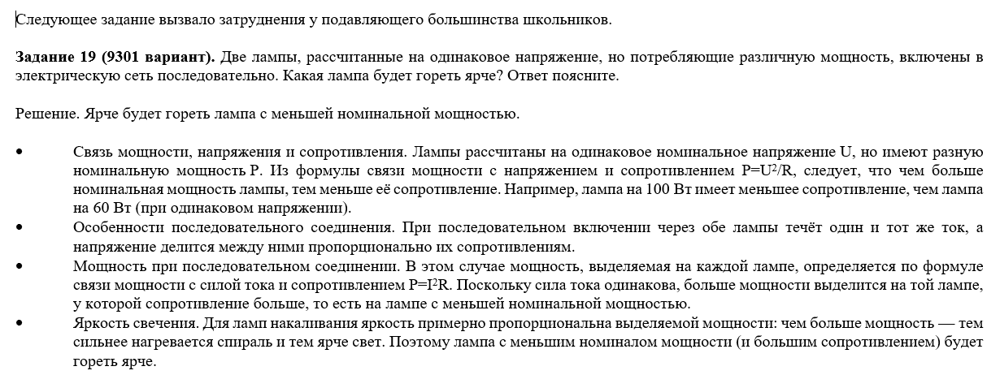 Следующее задание вызвало затруднения у подавляющего большинства школьников.
Задание 19 (9301 вариант). Две лампы, рассчитанные на одинаковое напряжение, но потребляющие различную мощность, включены в
электрическую сеть последовательно. Какая лампа будет гореть ярче? Ответ поясните.
Решение. Ярче будет гореть лампа с меньшей номинальной мощностью.
• Связь мощности, напряжения и сопротивления. Лампы рассчитаны на одинаковое номинальное напряжение U, но имеют разную
номинальную мощность P. Из формулы связи мощности с напряжением и сопротивлением P=U²/R, следует, что чем больше
номинальная мощность лампы, тем меньше её сопротивление. Например, лампа на 100 Вт имеет меньшее сопротивление, чем лампа
на 60 Вт (при одинаковом напряжении).
• Особенности последовательного соединения. При последовательном включении через обе лампы течёт один и тот же ток, а
напряжение делится между ними пропорционально их сопротивлениям.
• Мощность при последовательном соединении. В этом случае мощность, выделяемая на каждой лампе, определяется по формуле
связи мощности с силой тока и сопротивлением P=I²R. Поскольку сила тока одинакова, больше мощности выделится на той лампе,
у которой сопротивление больше, то есть на лампе с меньшей номинальной мощностью.
• Яркость свечения. Для ламп накаливания яркость примерно пропорциональна выделяемой мощности: чем больше мощность — тем
сильнее нагревается спираль и тем ярче свет. Поэтому лампа с меньшим номиналом мощности (и большим сопротивлением) будет
гореть ярче.